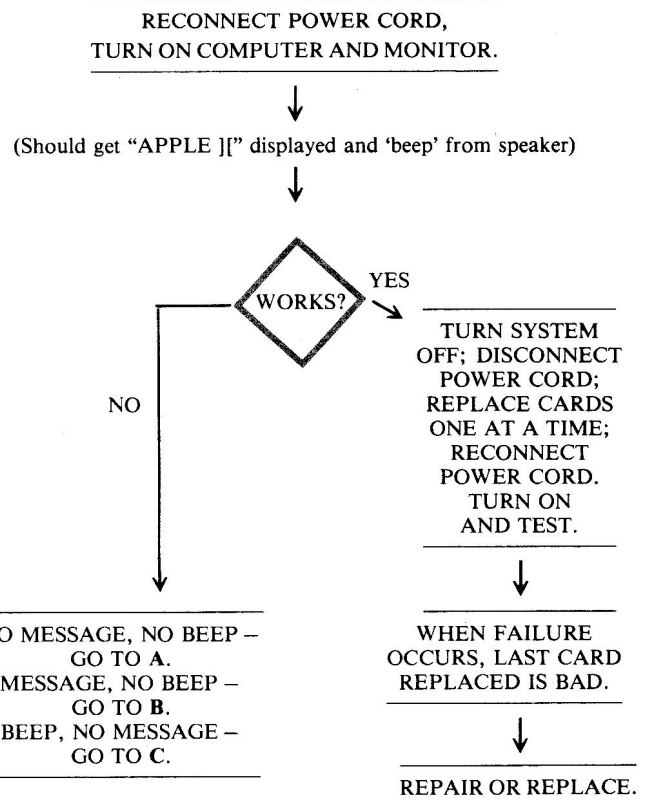 RECONNECT POWER CORD,
TURN ON COMPUTER AND MONITOR.
(Should get “APPLE ][” displayed and ‘beep’ from speaker)
WORKS?
YES
NO
TURN SYSTEM
OFF; DISCONNECT
POWER CORD;
REPLACE CARDS
ONE AT A TIME;
RECONNECT
POWER CORD.
TURN ON
AND TEST.
O MESSAGE, NO BEEP –
GO TO A.
MESSAGE, NO BEEP –
GO TO B.
BEEP, NO MESSAGE –
GO TO C.
WHEN FAILURE
OCCURS, LAST CARD
REPLACED IS BAD.
REPAIR OR REPLACE.